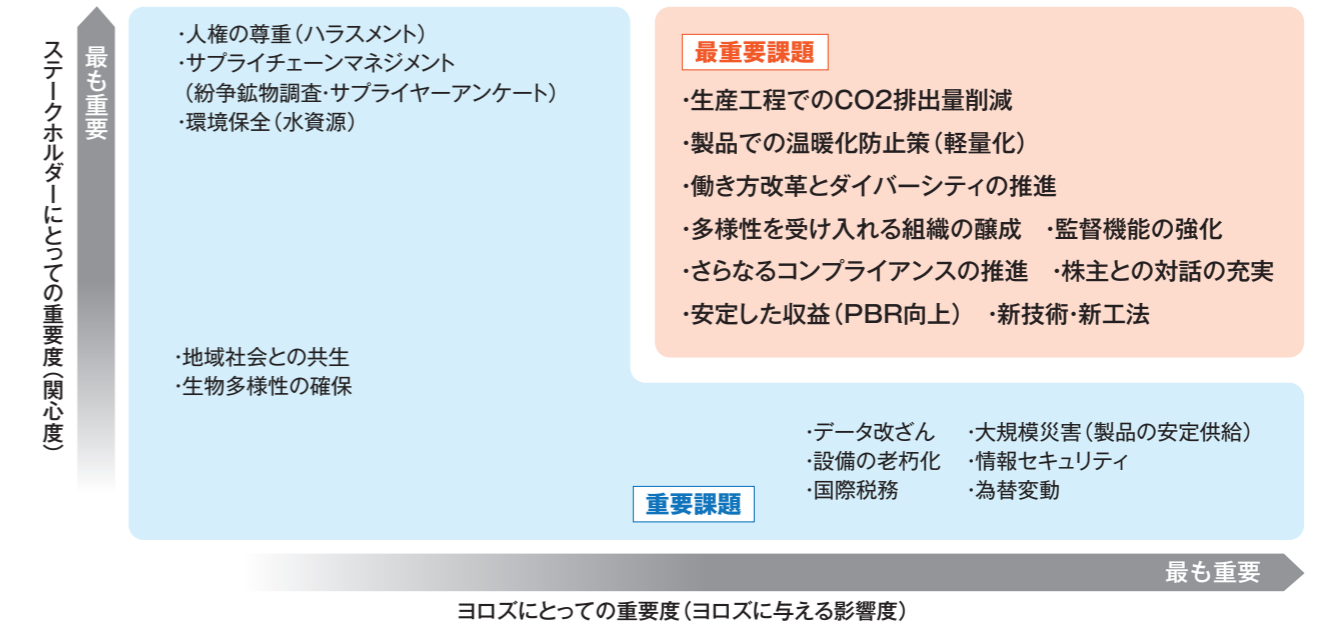 ステークホルダーにとっての重要度（関心度）
最も重要
・人権の尊重（ハラスメント）
・サプライチェーンマネジメント
（紛争鉱物調査・サプライヤーアンケート）
・環境保全（水資源）
・地域社会との共生
・生物多様性の確保
最重要課題
・生産工程でのCO2排出量削減
・製品での温暖化防止策（軽量化）
・働き方改革とダイバーシティの推進
・多様性を受け入れる組織の醸成　・監督機能の強化
・さらなるコンプライアンスの推進　・株主との対話の充実
・安定した収益（PBR向上）　・新技術・新工法
・データ改ざん　・大規模災害（製品の安定供給）
・設備の老朽化　・情報セキュリティ
・国際税務　・為替変動
重要課題
最も重要
ヨロズにとっての重要度（ヨロズに与える影響度）